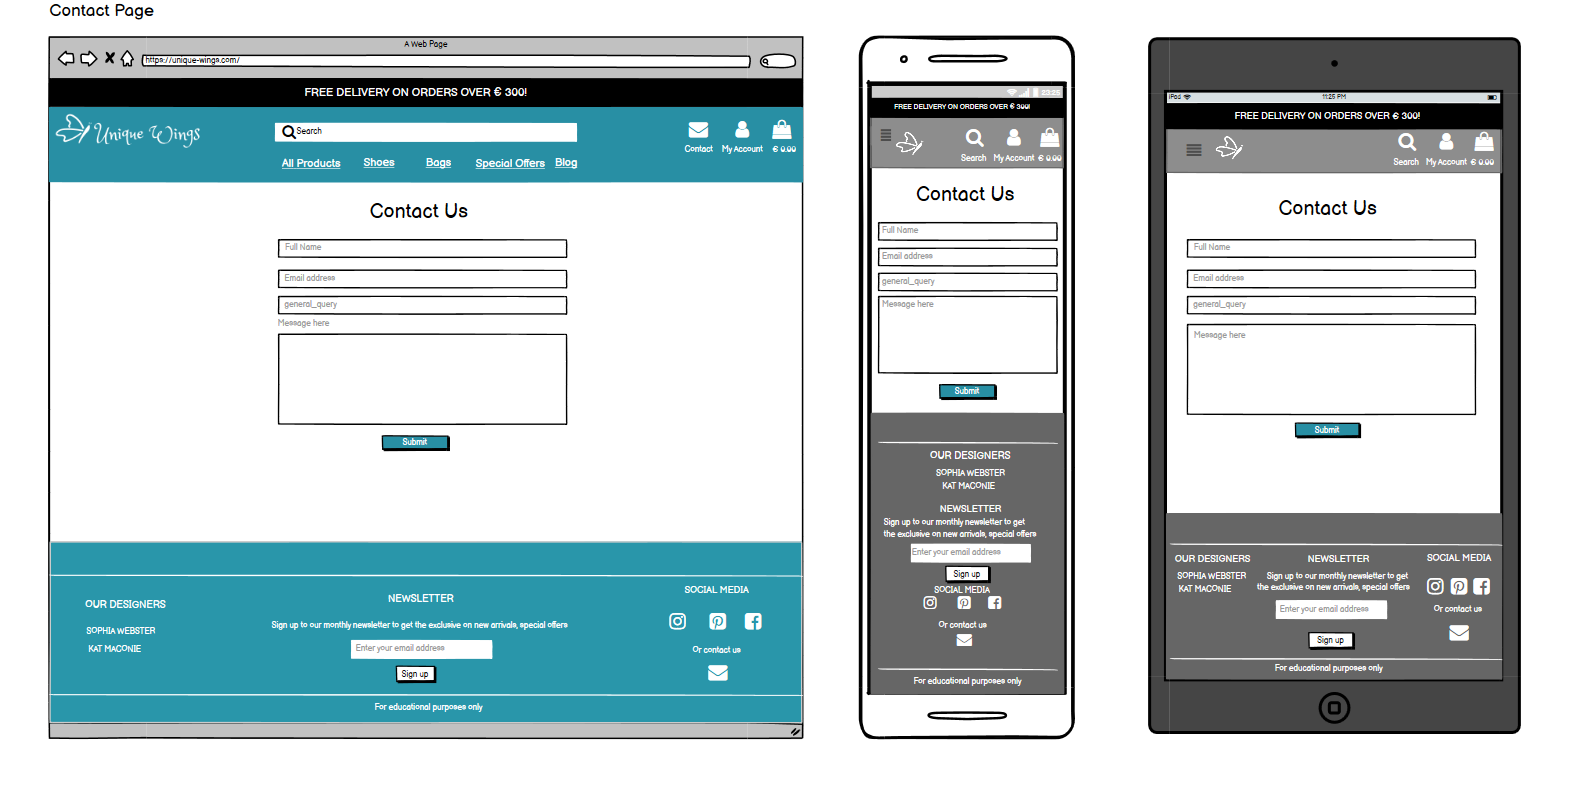 Contact Page
A Web Page
https://unique-wings.com/
FREE DELIVERY ON ORDERS OVER € 300!
Unique Wings
Search
Contact
My Account
€ 0.00
All Products
Shoes
Bags
Special Offers
Blog
Contact Us
Full Name
Email address
general_query
Message here
Submit
OUR DESIGNERS
SOPHIA WEBSTER
KAT MACONIE
NEWSLETTER
Sign up to our monthly newsletter to get the exclusive on new arrivals, special offers
Enter your email address
Sign up
SOCIAL MEDIA
Or contact us
For educational purposes only
23:25
FREE DELIVERY ON ORDERS OVER € 300!
Search
My Account
€ 0.00
Contact Us
Full Name
Email address
general_query
Message here
Submit
OUR DESIGNERS
SOPHIA WEBSTER
KAT MACONIE
NEWSLETTER
Sign up to our monthly newsletter to get
the exclusive on new arrivals, special offers
Enter your email address
Sign up
SOCIAL MEDIA
Or contact us
For educational purposes only
iPad
11:25 PM
FREE DELIVERY ON ORDERS OVER € 300!
Search
My Account
€ 0.00
Contact Us
Full Name
Email address
general_query
Message here
Submit
OUR DESIGNERS
SOPHIA WEBSTER
KAT MACONIE
NEWSLETTER
Sign up to our monthly newsletter to get
the exclusive on new arrivals, special offers
Enter your email address
Sign up
SOCIAL MEDIA
Or contact us
For educational purposes only